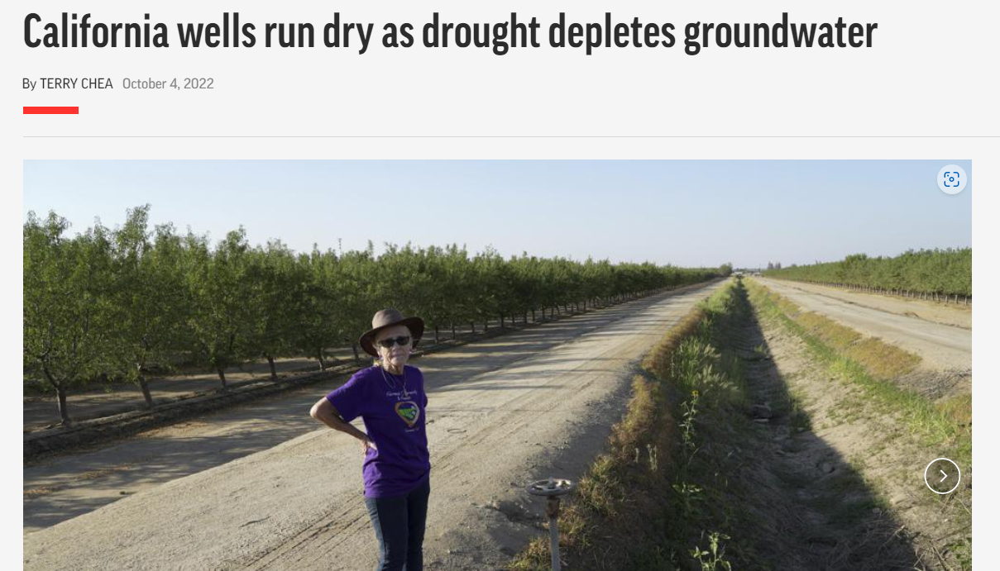 California wells run dry as drought depletes groundwater
By TERRY CHEA October 4, 2022